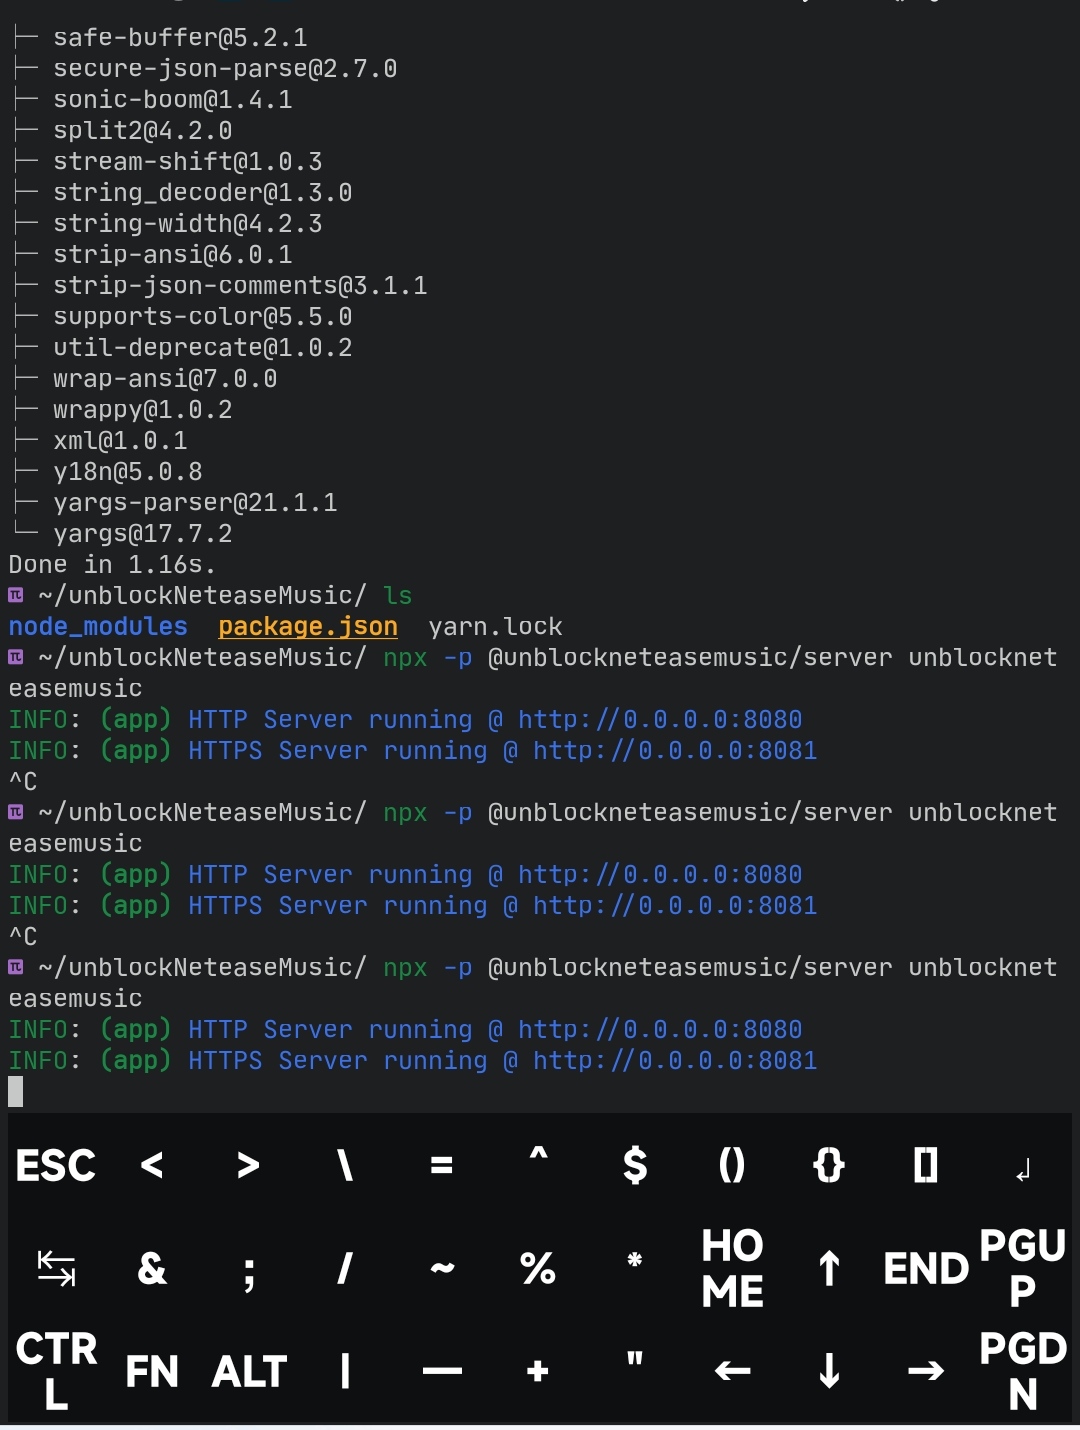 ├─ safe-buffer@5.2.1
├─ secure-json-parse@2.7.0
├─ sonic-boom@1.4.1
├─ split2@4.2.0
├─ stream-shift@1.0.3
├─ string_decoder@1.3.0
├─ string-width@4.2.3
├─ strip-ansi@6.0.1
├─ strip-json-comments@3.1.1
├─ supports-color@5.5.0
├─ util-deprecate@1.0.2
├─ wrap-ansi@7.0.0
├─ wrappy@1.0.2
├─ xml@1.0.1
├─ y18n@5.0.8
├─ yargs-parser@21.1.1
└─ yargs@17.7.2
Done in 1.16s.
π ~/unblockNeteaseMusic/ ls
node_modules  package.json  yarn.lock
π ~/unblockNeteaseMusic/ npx -p @unblockneteasemusic/server unblocknet
easemusic
INFO: (app) HTTP Server running @ http://0.0.0.0:8080
INFO: (app) HTTPS Server running @ http://0.0.0.0:8081
^C
π ~/unblockNeteaseMusic/ npx -p @unblockneteasemusic/server unblocknet
easemusic
INFO: (app) HTTP Server running @ http://0.0.0.0:8080
INFO: (app) HTTPS Server running @ http://0.0.0.0:8081
^C
π ~/unblockNeteaseMusic/ npx -p @unblockneteasemusic/server unblocknet
easemusic
INFO: (app) HTTP Server running @ http://0.0.0.0:8080
INFO: (app) HTTPS Server running @ http://0.0.0.0:8081
ESC < > \ = ^ $ () {} [] ↲
↹ & ; / ~ % * HOME ↑ END PGUP
CTRL FN ALT | — + " ← ↓ → PGDN